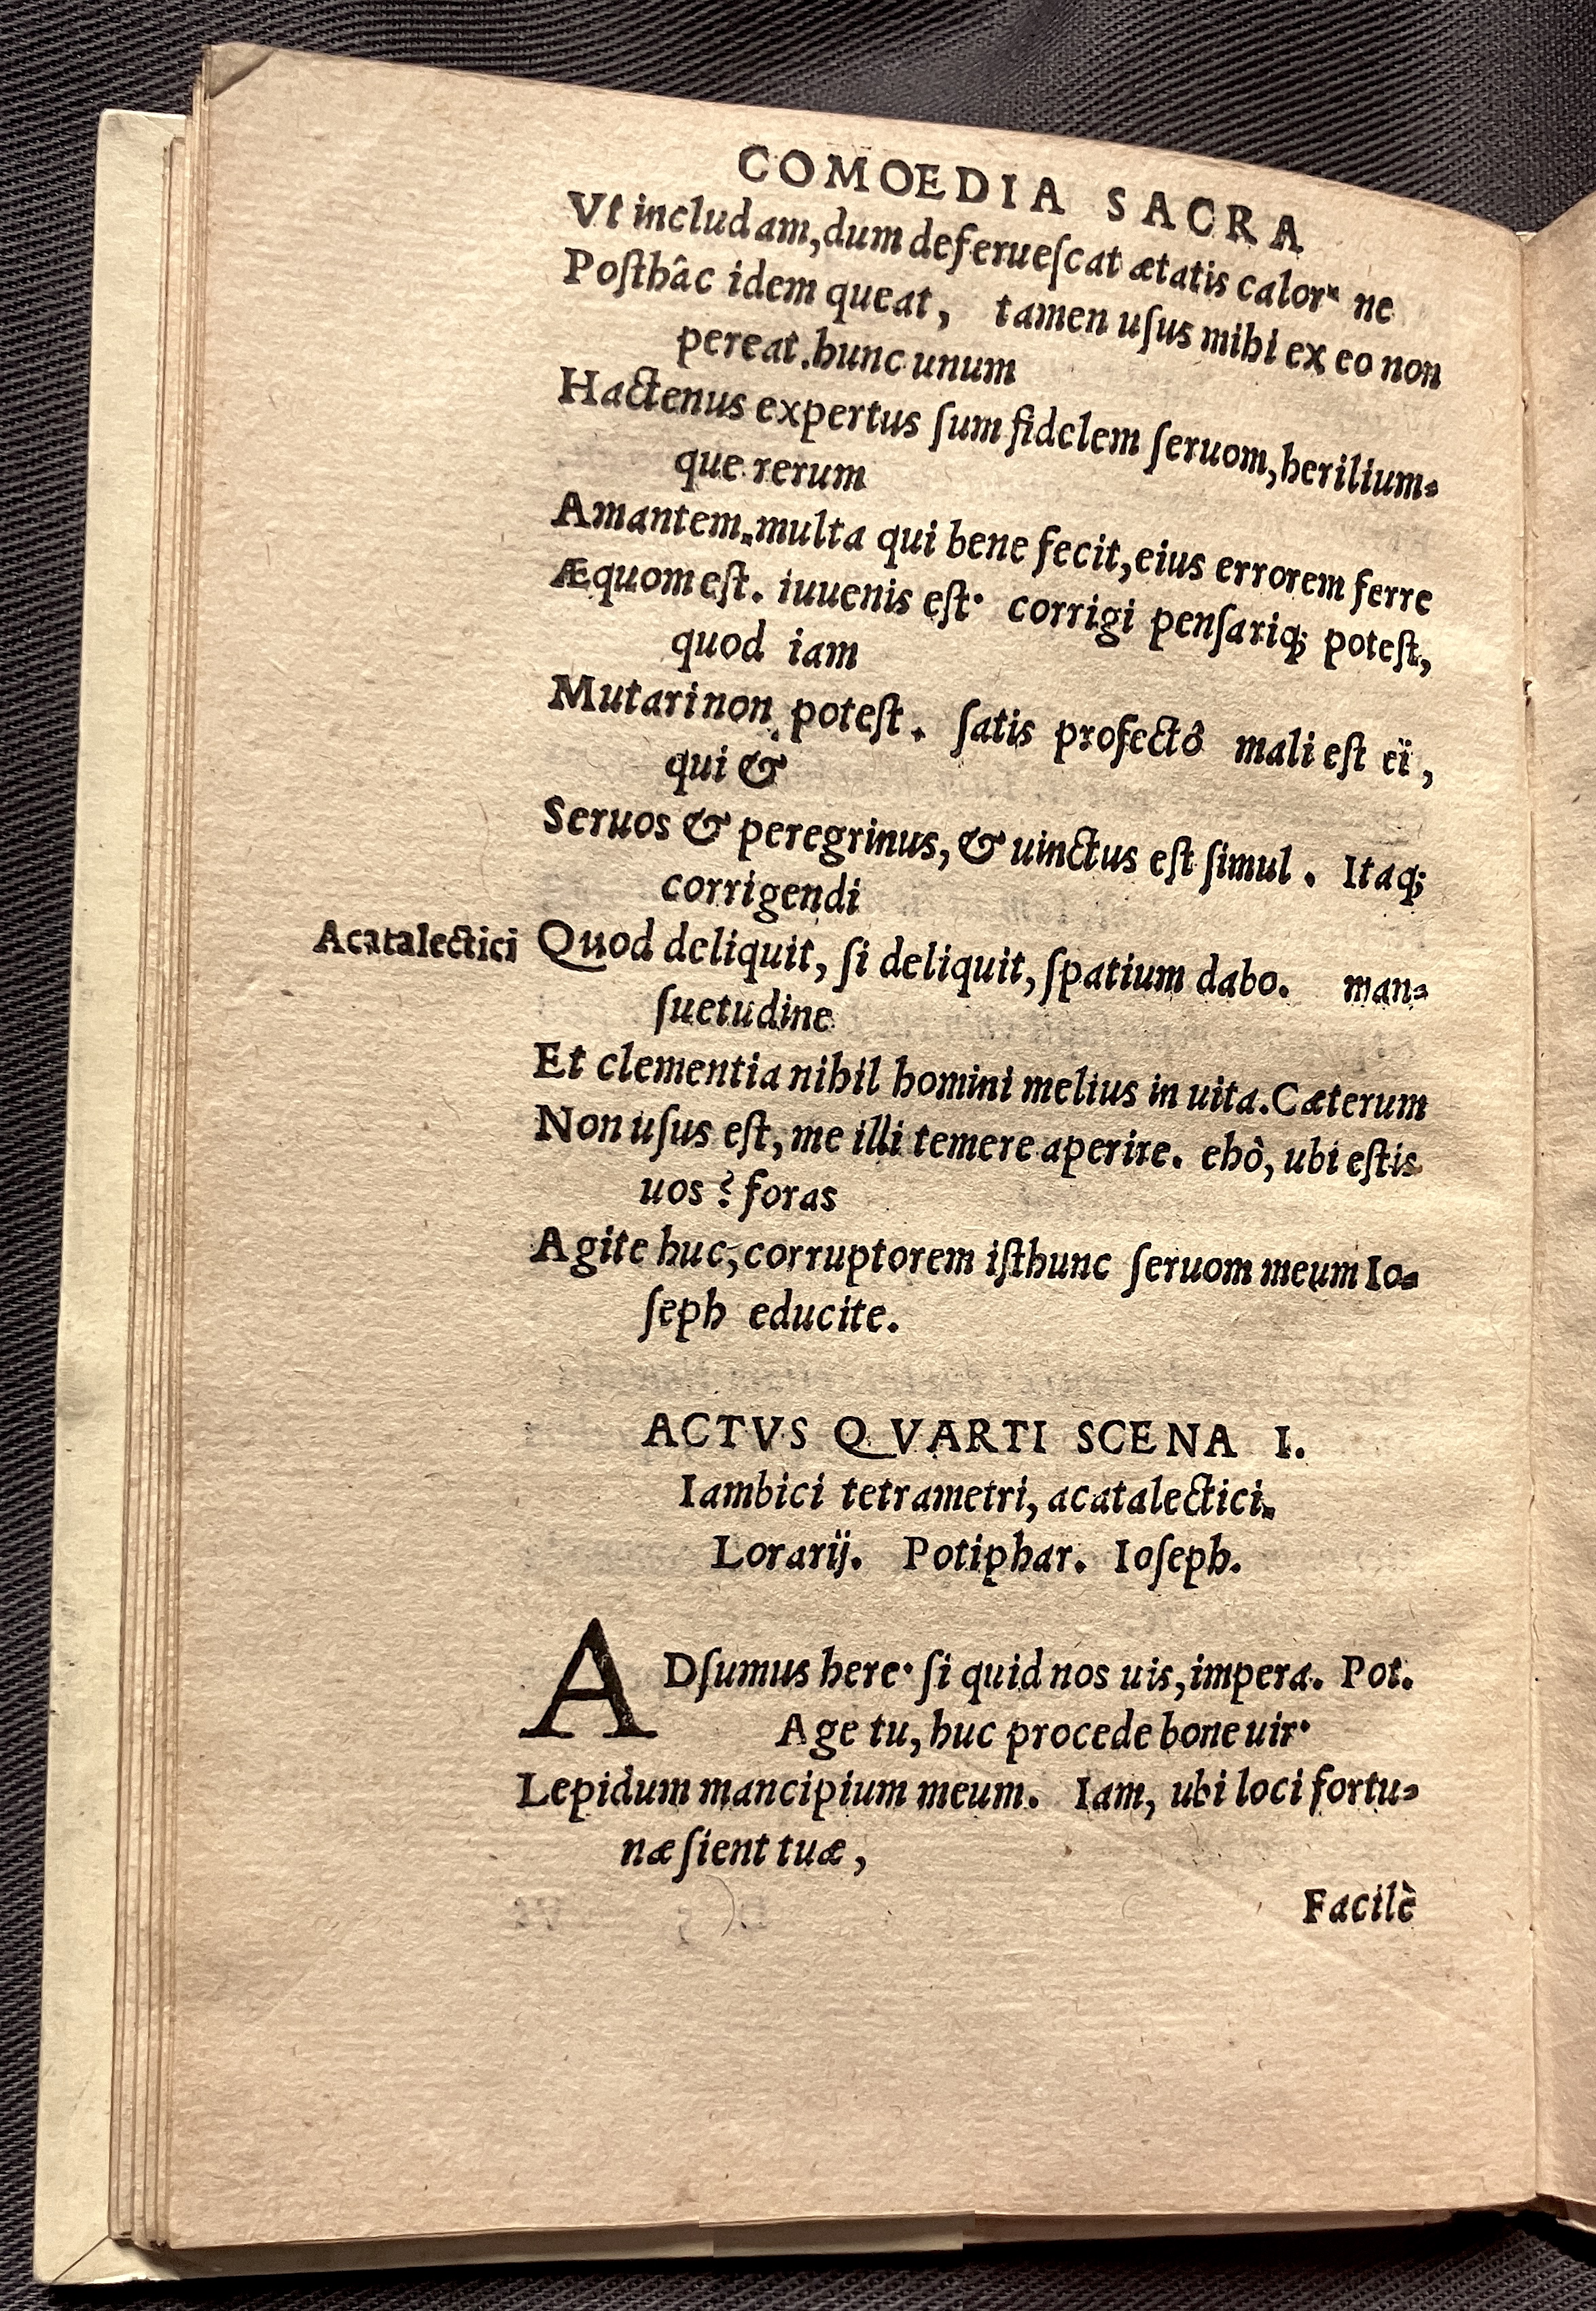 COMOEDIA SACRA
Vt includam, dum deferueſcat ætatis calor· ne
Poſthâc idem queat, tamen uſus mihi ex eo non
pereat. hunc unum
Hactenus expertus ſum fidelem ſeruom, herilium-
que rerum
Amantem. multa qui bene fecit, eius errorem ferre
Æquom eſt. iuuenis eſt· corrigi penſariq; poteſt,
quod iam
Mutari non poteſt. ſatis profectô mali eſt eï,
qui &
Seruos & peregrinus, & uinctus eſt ſimul. Itaq;
corrigendi
Acatalectici Quod deliquit, ſi deliquit, ſpatium dabo. man-
ſuetudine
Et clementia nihil homini melius in uita. Cæterum
Non uſus eſt, me illi temere aperire. ehô, ubi eſtis
uos? foras
Agite huc, corruptorem iſthunc ſeruom meum Io-
ſeph educite.
ACTVS QVARTI SCENA I.
Iambici tetrametri, acatalectici.
Lorarij. Potiphar. Ioſeph.
ADſumus here· ſi quid nos uis, impera. Pot.
Age tu, huc procede bone uir·
Lepidum mancipium meum. Iam, ubi loci fortu-
næ ſient tuæ,
Facilè